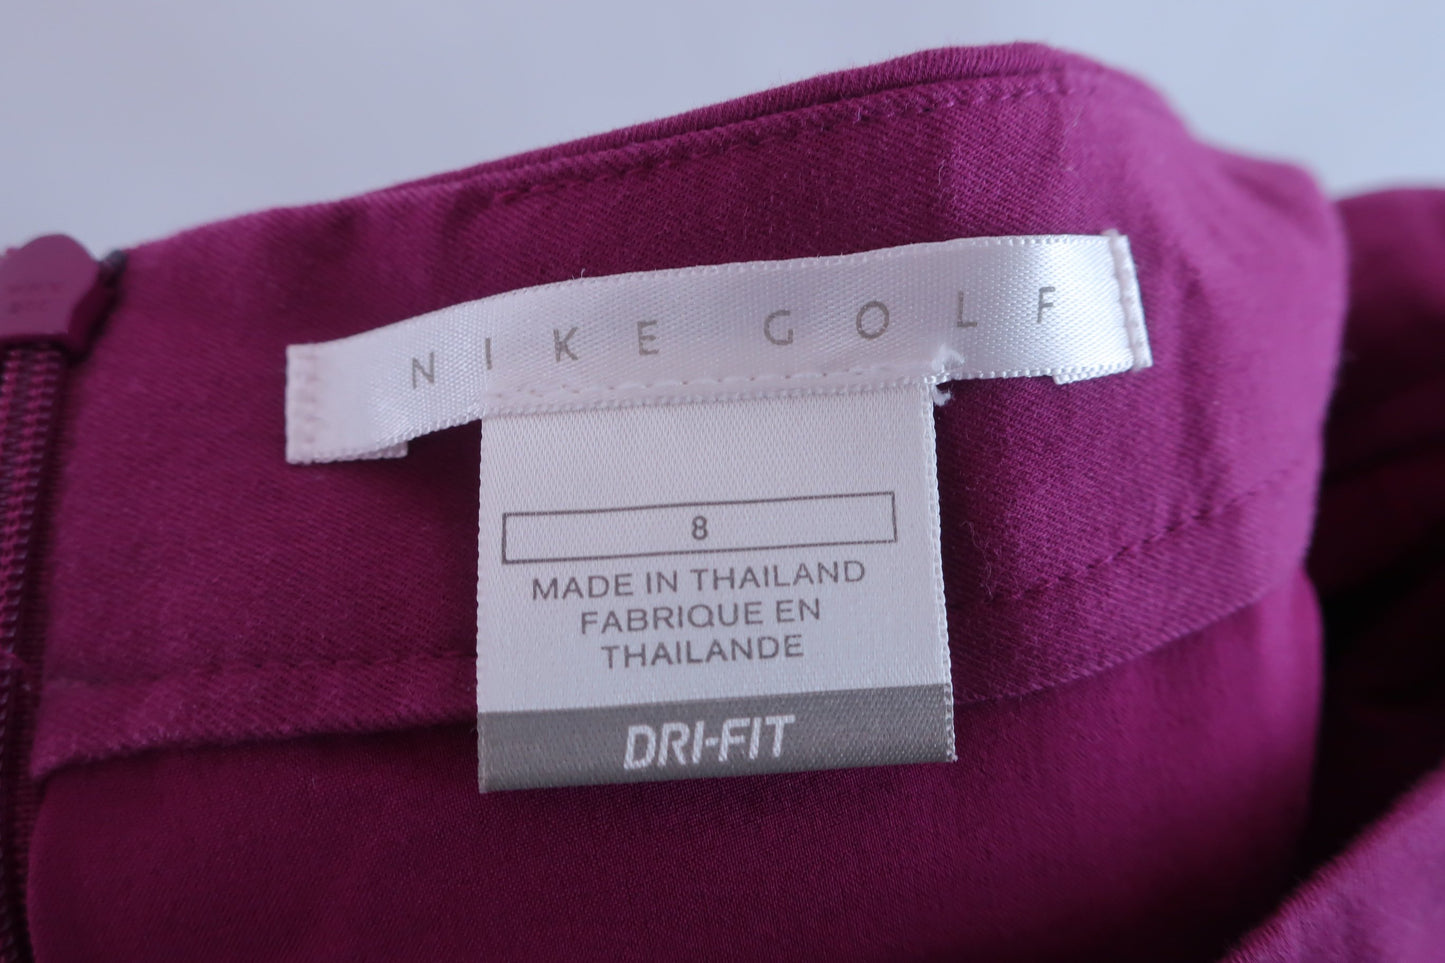 NIKE GOLF
8
MADE IN THAILAND
FABRIQUE EN
THAILANDE
DRI-FIT